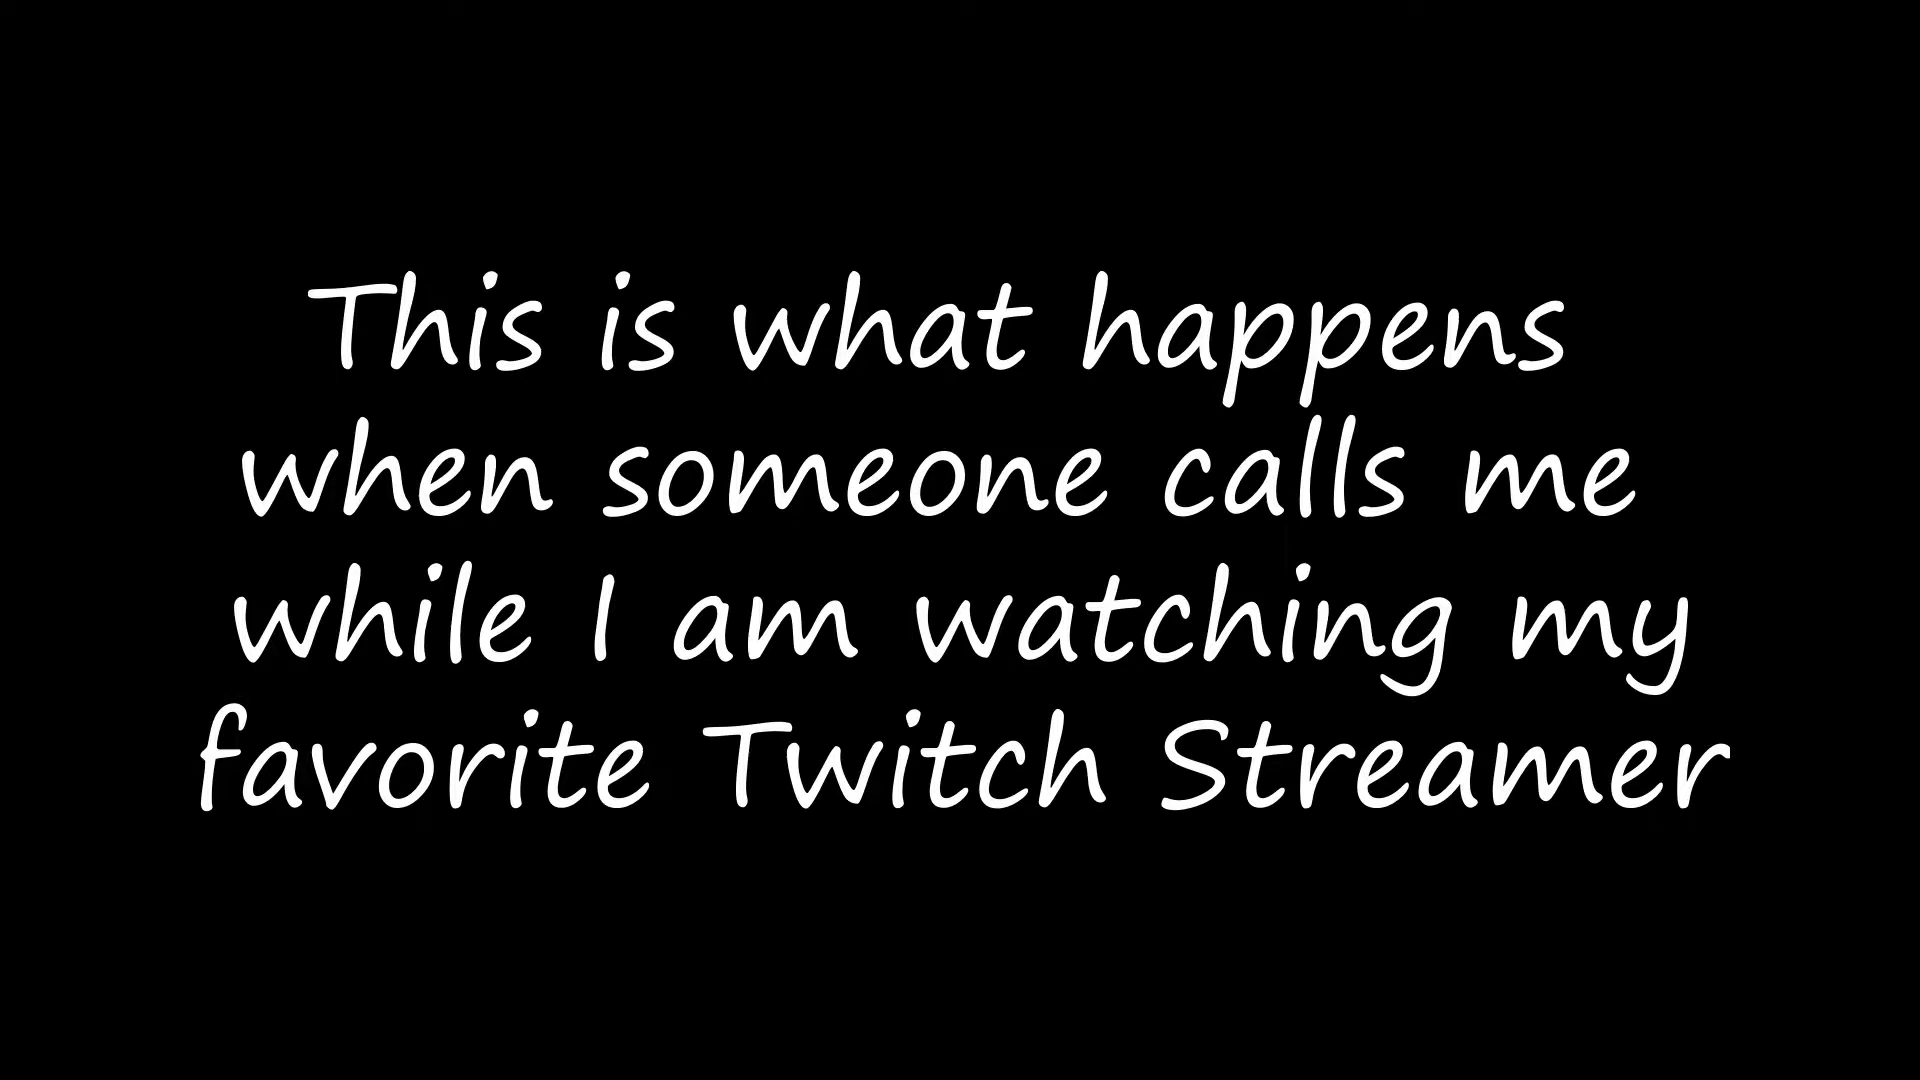 This is what happens
when someone calls me
while I am watching my
favorite Twitch Streamer